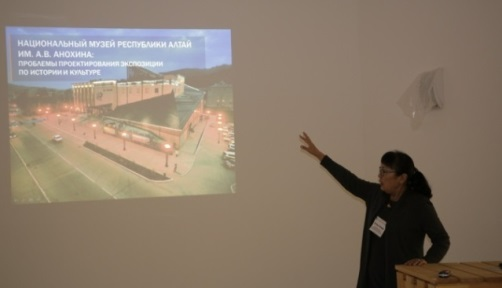 НАЦИОНАЛЬНЫЙ МУЗЕЙ РЕСПУБЛИКИ АЛТАЙ
ИМ. А.В. АНОХИНА:
ПРОБЛЕМЫ ПРОЕКТИРОВАНИЯ ЭКСПОЗИЦИИ
ПО ИСТОРИИ И КУЛЬТУРЕ